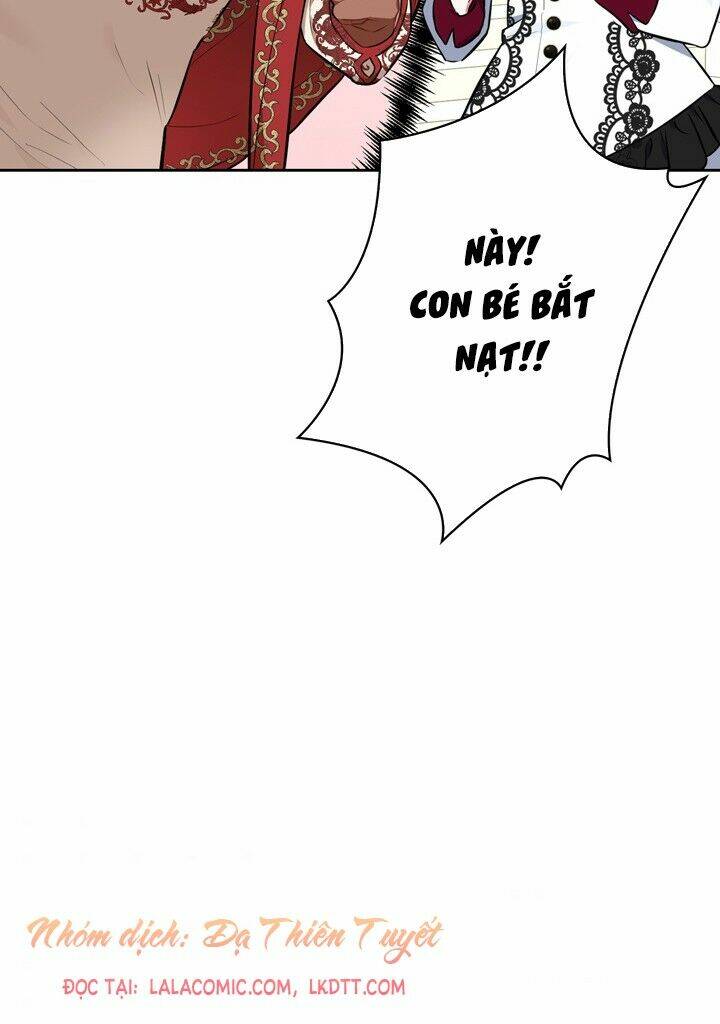 NÀY!
CON BÉ BẮT
NẠT!!
Nhóm dịch: Dạ Thiên Tuyết
ĐỌC TẠI: LALACOMIC.COM, LKDTT.COM